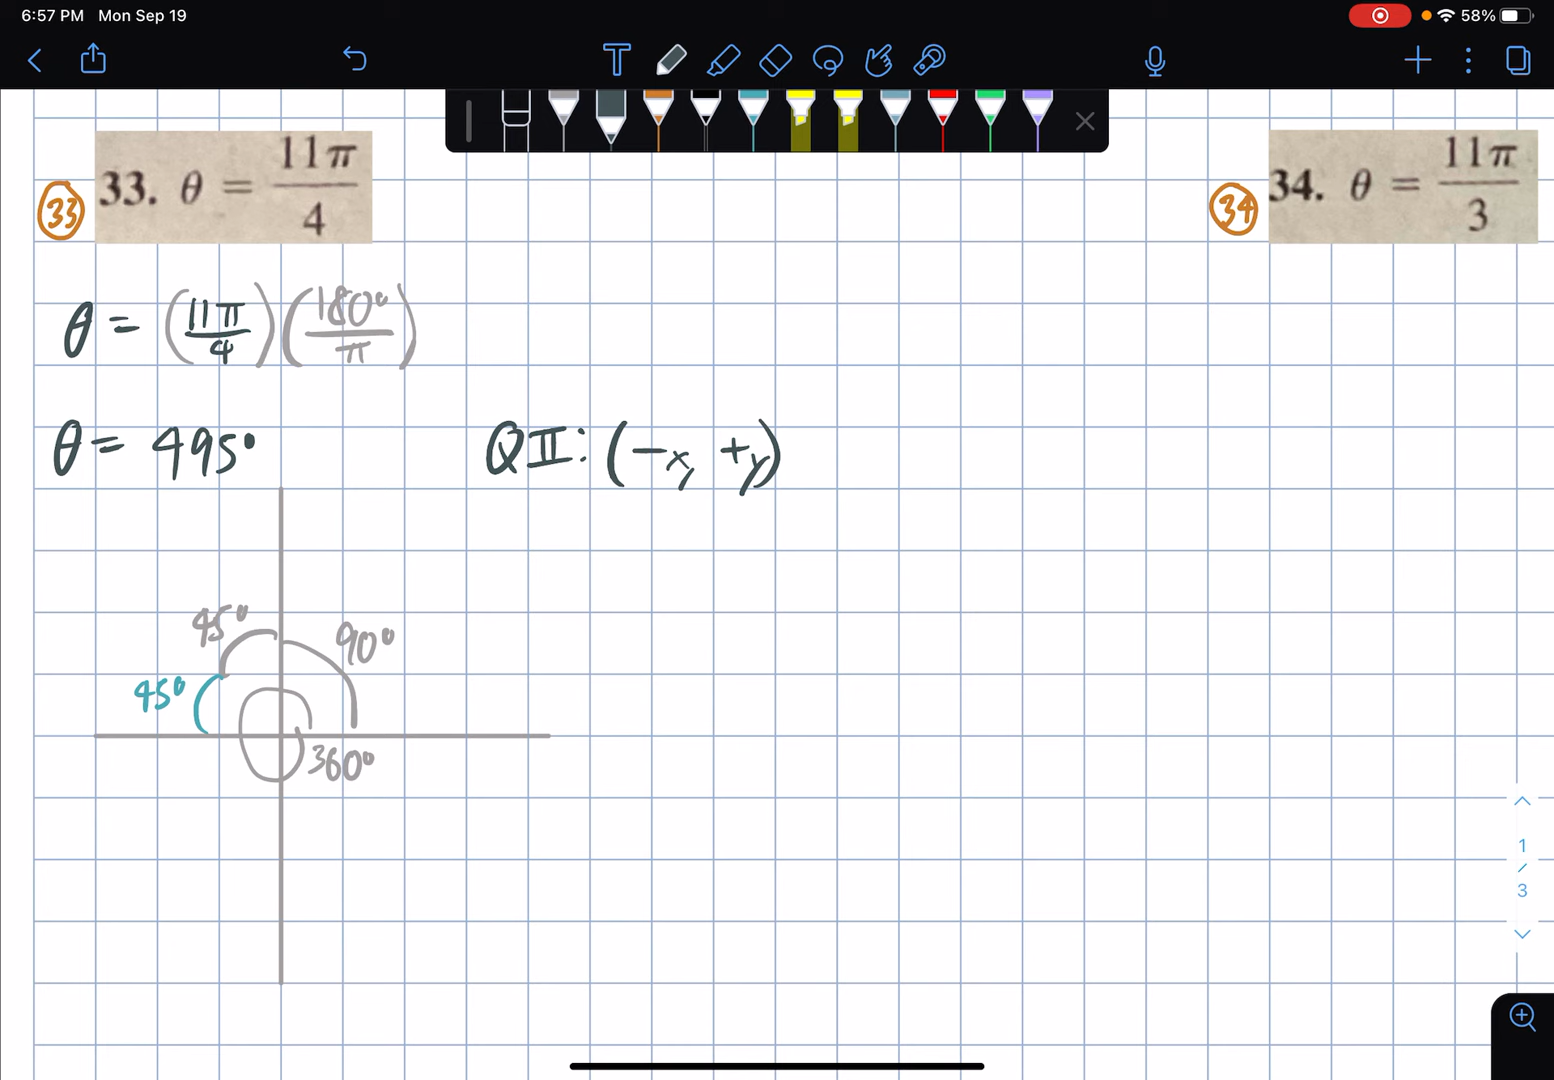 6:57 PM Mon Sep 19
58%
T
33 33. θ = 11π/4
34 34. θ = 11π/3
θ = (11π/4)(180°/π)
θ = 495°
QII: (-x, +y)
45°
90°
45°
360°
1
/
3